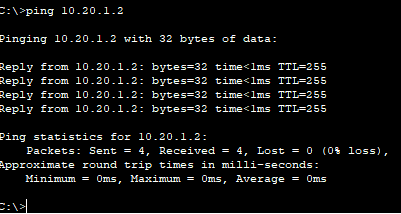 C:\>ping 10.20.1.2
Pinging 10.20.1.2 with 32 bytes of data:
Reply from 10.20.1.2: bytes=32 time<1ms TTL=255
Reply from 10.20.1.2: bytes=32 time<1ms TTL=255
Reply from 10.20.1.2: bytes=32 time<1ms TTL=255
Reply from 10.20.1.2: bytes=32 time<1ms TTL=255
Ping statistics for 10.20.1.2:
Packets: Sent = 4, Received = 4, Lost = 0 (0% loss),
Approximate round trip times in milli-seconds:
Minimum = 0ms, Maximum = 0ms, Average = 0ms
C:\>